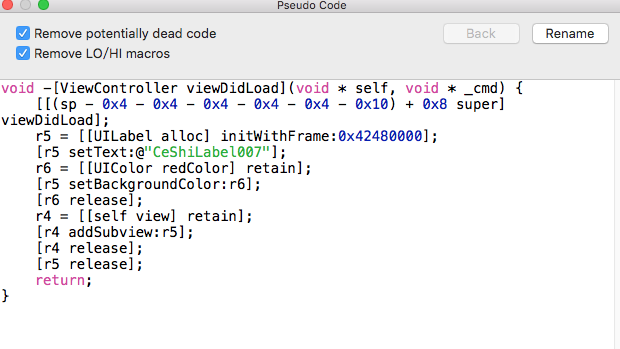 Pseudo Code
Remove potentially dead code
Back
Rename
Remove LO/HI macros
void -[ViewController viewDidLoad](void * self, void * _cmd) {
[[(sp - 0x4 - 0x4 - 0x4 - 0x4 - 0x4 - 0x10) + 0x8 super]
viewDidLoad];
r5 = [[UILabel alloc] initWithFrame:0x42480000];
[r5 setText:@"CeShiLabel007"];
r6 = [[UIColor redColor] retain];
[r5 setBackgroundColor:r6];
[r6 release];
r4 = [[self view] retain];
[r4 addSubview:r5];
[r4 release];
[r5 release];
return;
}